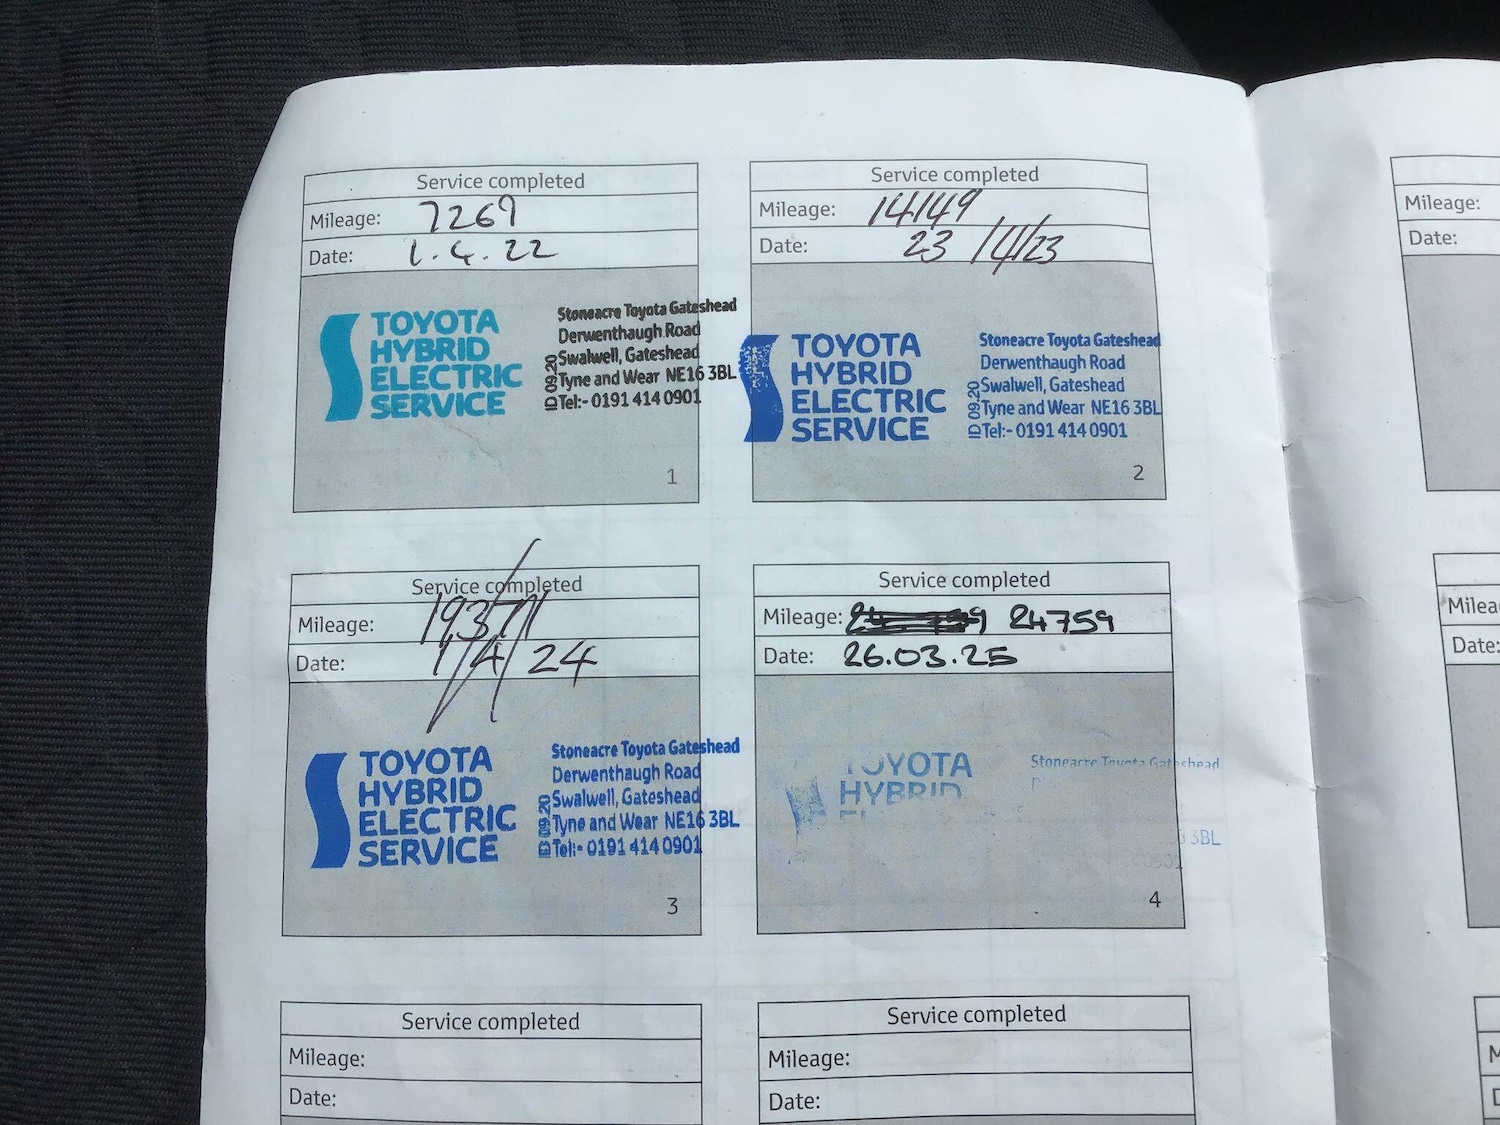 Service completed
Mileage: 7269
Date: 1.4.22
TOYOTA
HYBRID
ELECTRIC
SERVICE
Stoneacre Toyota Gateshead
Derwenthaugh Road
Swalwell, Gateshead
Tyne and Wear NE16 3BL
Tel:- 0191 414 0901
ID 09.20
1
Service completed
Mileage: 14149
Date: 23/4/23
TOYOTA
HYBRID
ELECTRIC
SERVICE
Stoneacre Toyota Gateshead
Derwenthaugh Road
Swalwell, Gateshead
Tyne and Wear NE16 3BL
Tel:- 0191 414 0901
ID 09.20
2
Service completed
Mileage:
Date: 1/4/24
TOYOTA
HYBRID
ELECTRIC
SERVICE
Stoneacre Toyota Gateshead
Derwenthaugh Road
Swalwell, Gateshead
Tyne and Wear NE16 3BL
Tel:- 0191 414 0901
ID 09.20
3
Service completed
Mileage: 24759
Date: 26.03.25
TOYOTA
HYBRID
Stoneacre Toyota Gateshead
3BL
4
Service completed
Mileage:
Date:
Service completed
Mileage:
Date:
Mileage:
Date:
Date: